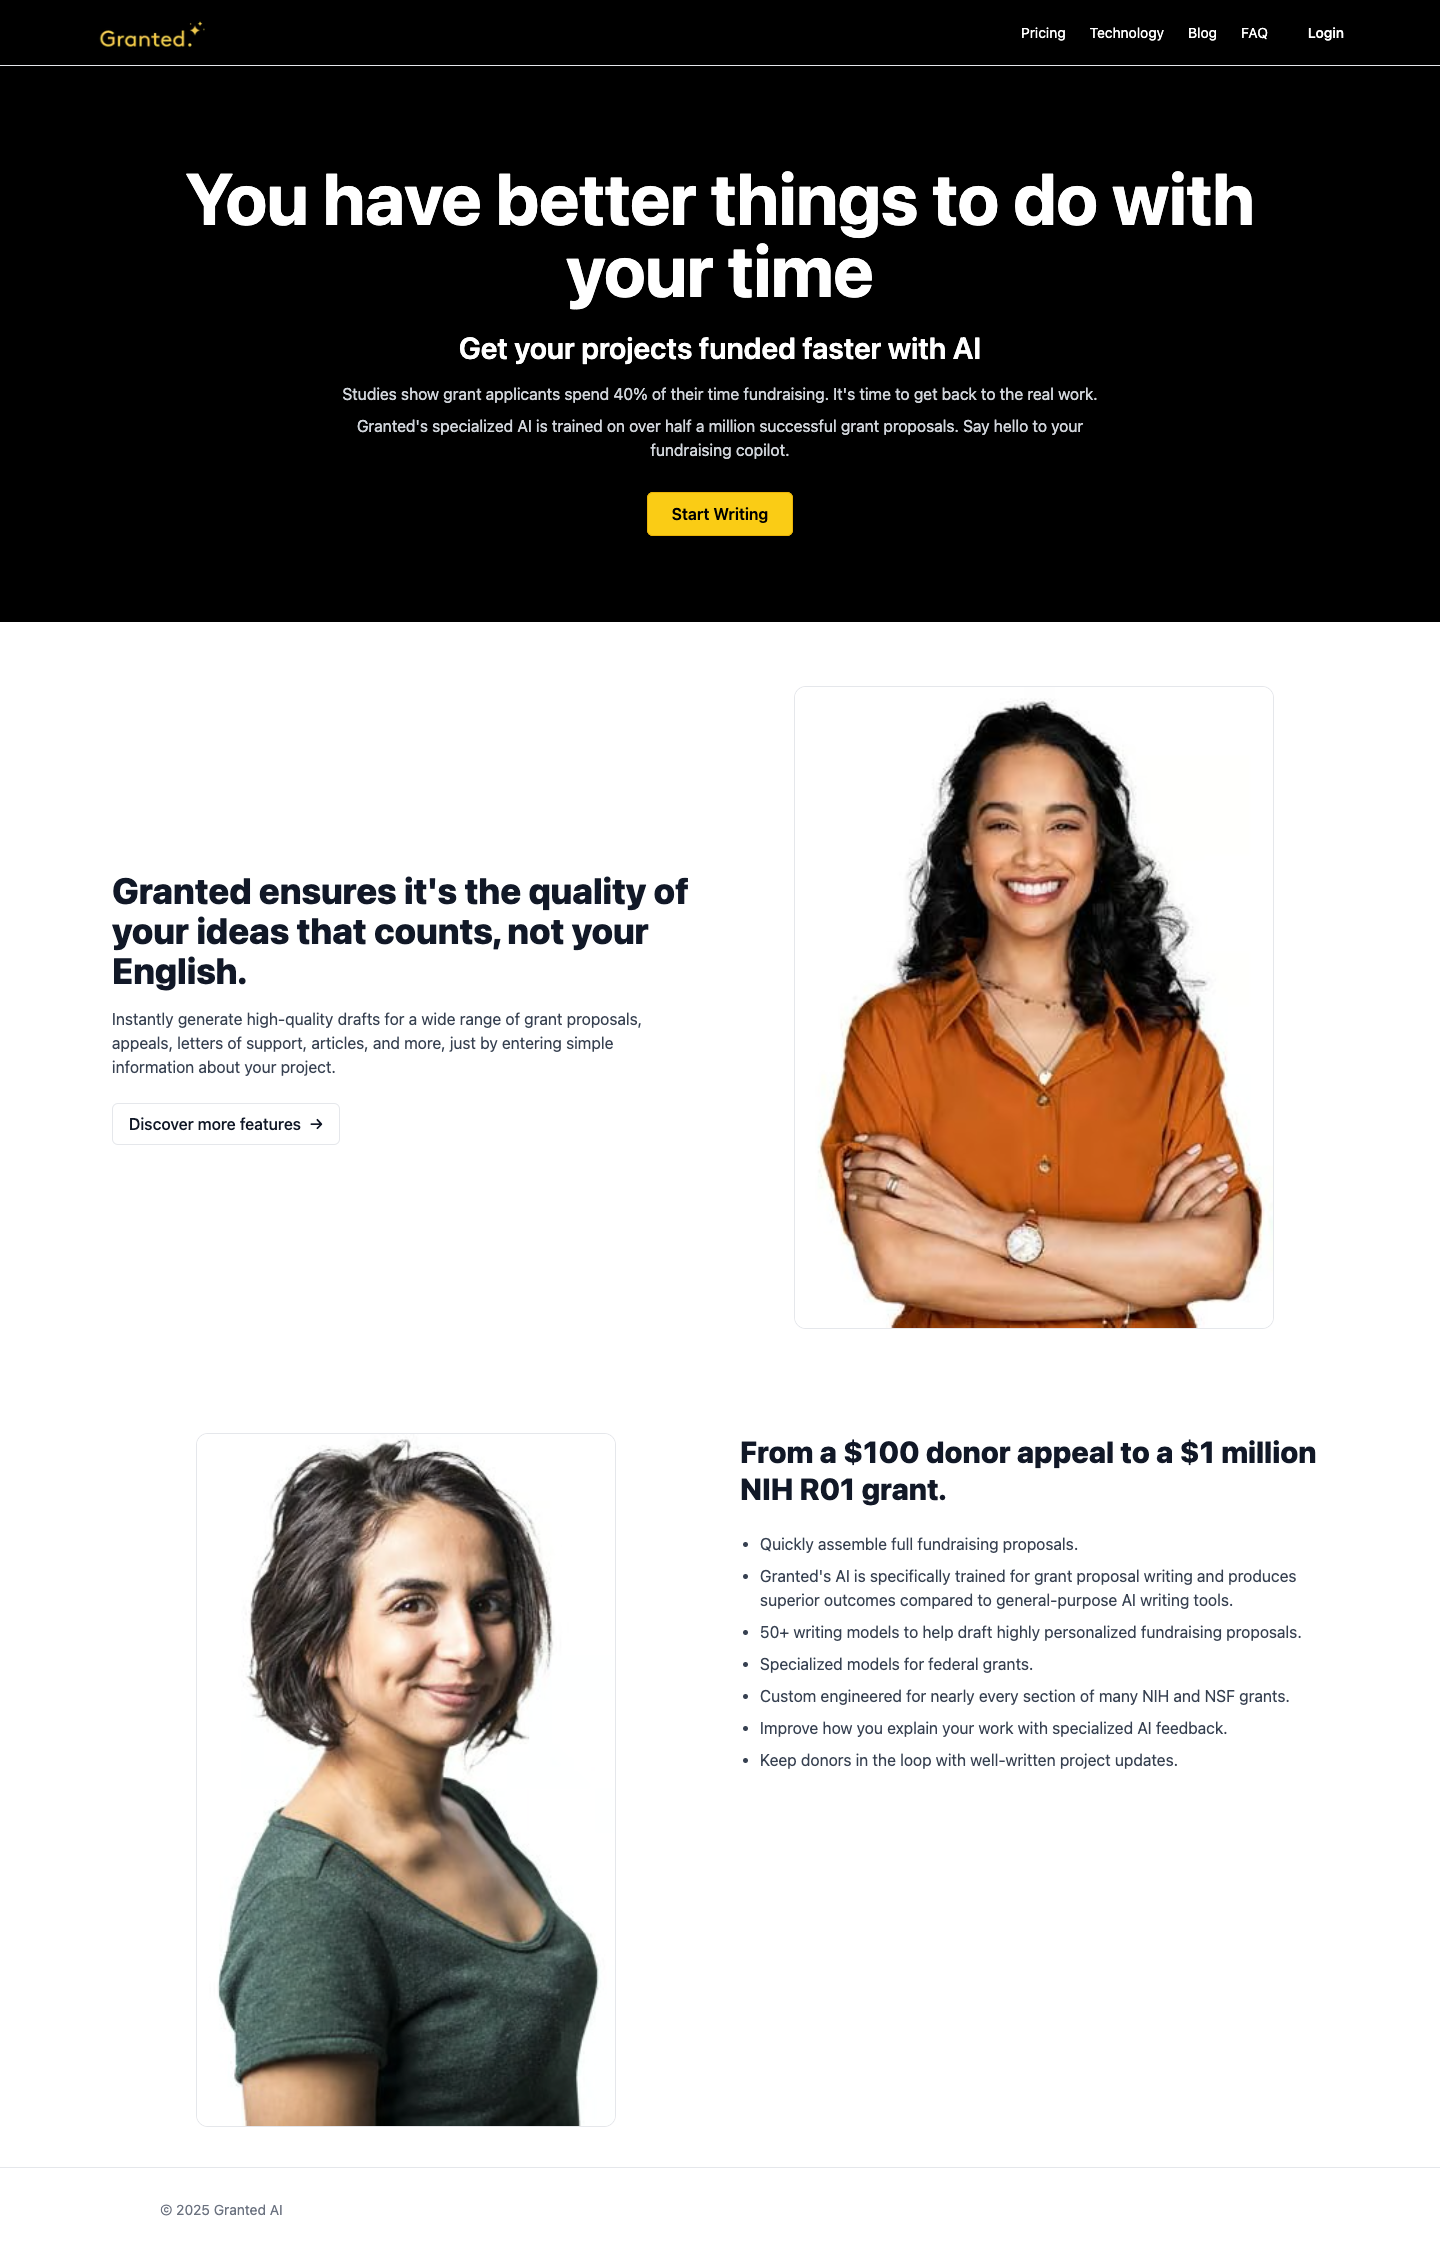 Granted.
Pricing Technology Blog FAQ Login
You have better things to do with
your time
Get your projects funded faster with AI
Studies show grant applicants spend 40% of their time fundraising. It's time to get back to the real work.
Granted's specialized AI is trained on over half a million successful grant proposals. Say hello to your
fundraising copilot.
Start Writing
Granted ensures it's the quality of
your ideas that counts, not your
English.
Instantly generate high-quality drafts for a wide range of grant proposals,
appeals, letters of support, articles, and more, just by entering simple
information about your project.
Discover more features →
From a $100 donor appeal to a $1 million
NIH R01 grant.
• Quickly assemble full fundraising proposals.
• Granted's AI is specifically trained for grant proposal writing and produces
superior outcomes compared to general-purpose AI writing tools.
• 50+ writing models to help draft highly personalized fundraising proposals.
• Specialized models for federal grants.
• Custom engineered for nearly every section of many NIH and NSF grants.
• Improve how you explain your work with specialized AI feedback.
• Keep donors in the loop with well-written project updates.
© 2025 Granted AI